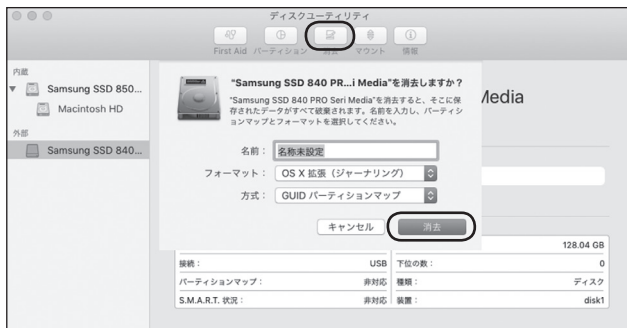 ディスクユーティリティ
First Aid パーティション 消去 マウント 情報
内蔵
Samsung SSD 850...
Macintosh HD
外部
Samsung SSD 840...
"Samsung SSD 840 PR...i Media"を消去しますか？
"Samsung SSD 840 PRO Seri Media"を消去すると、そこに保
存されたデータがすべて破棄されます。名前を入力し、パーティシ
ョンマップとフォーマットを選択してください。
Media
名前： 名称未設定
フォーマット： OS X 拡張（ジャーナリング）
方式： GUID パーティションマップ
キャンセル 消去
128.04 GB
接続： USB 下位の数： 0
パーティションマップ： 非対応 種類： ディスク
S.M.A.R.T. 状況： 非対応 装置： disk1